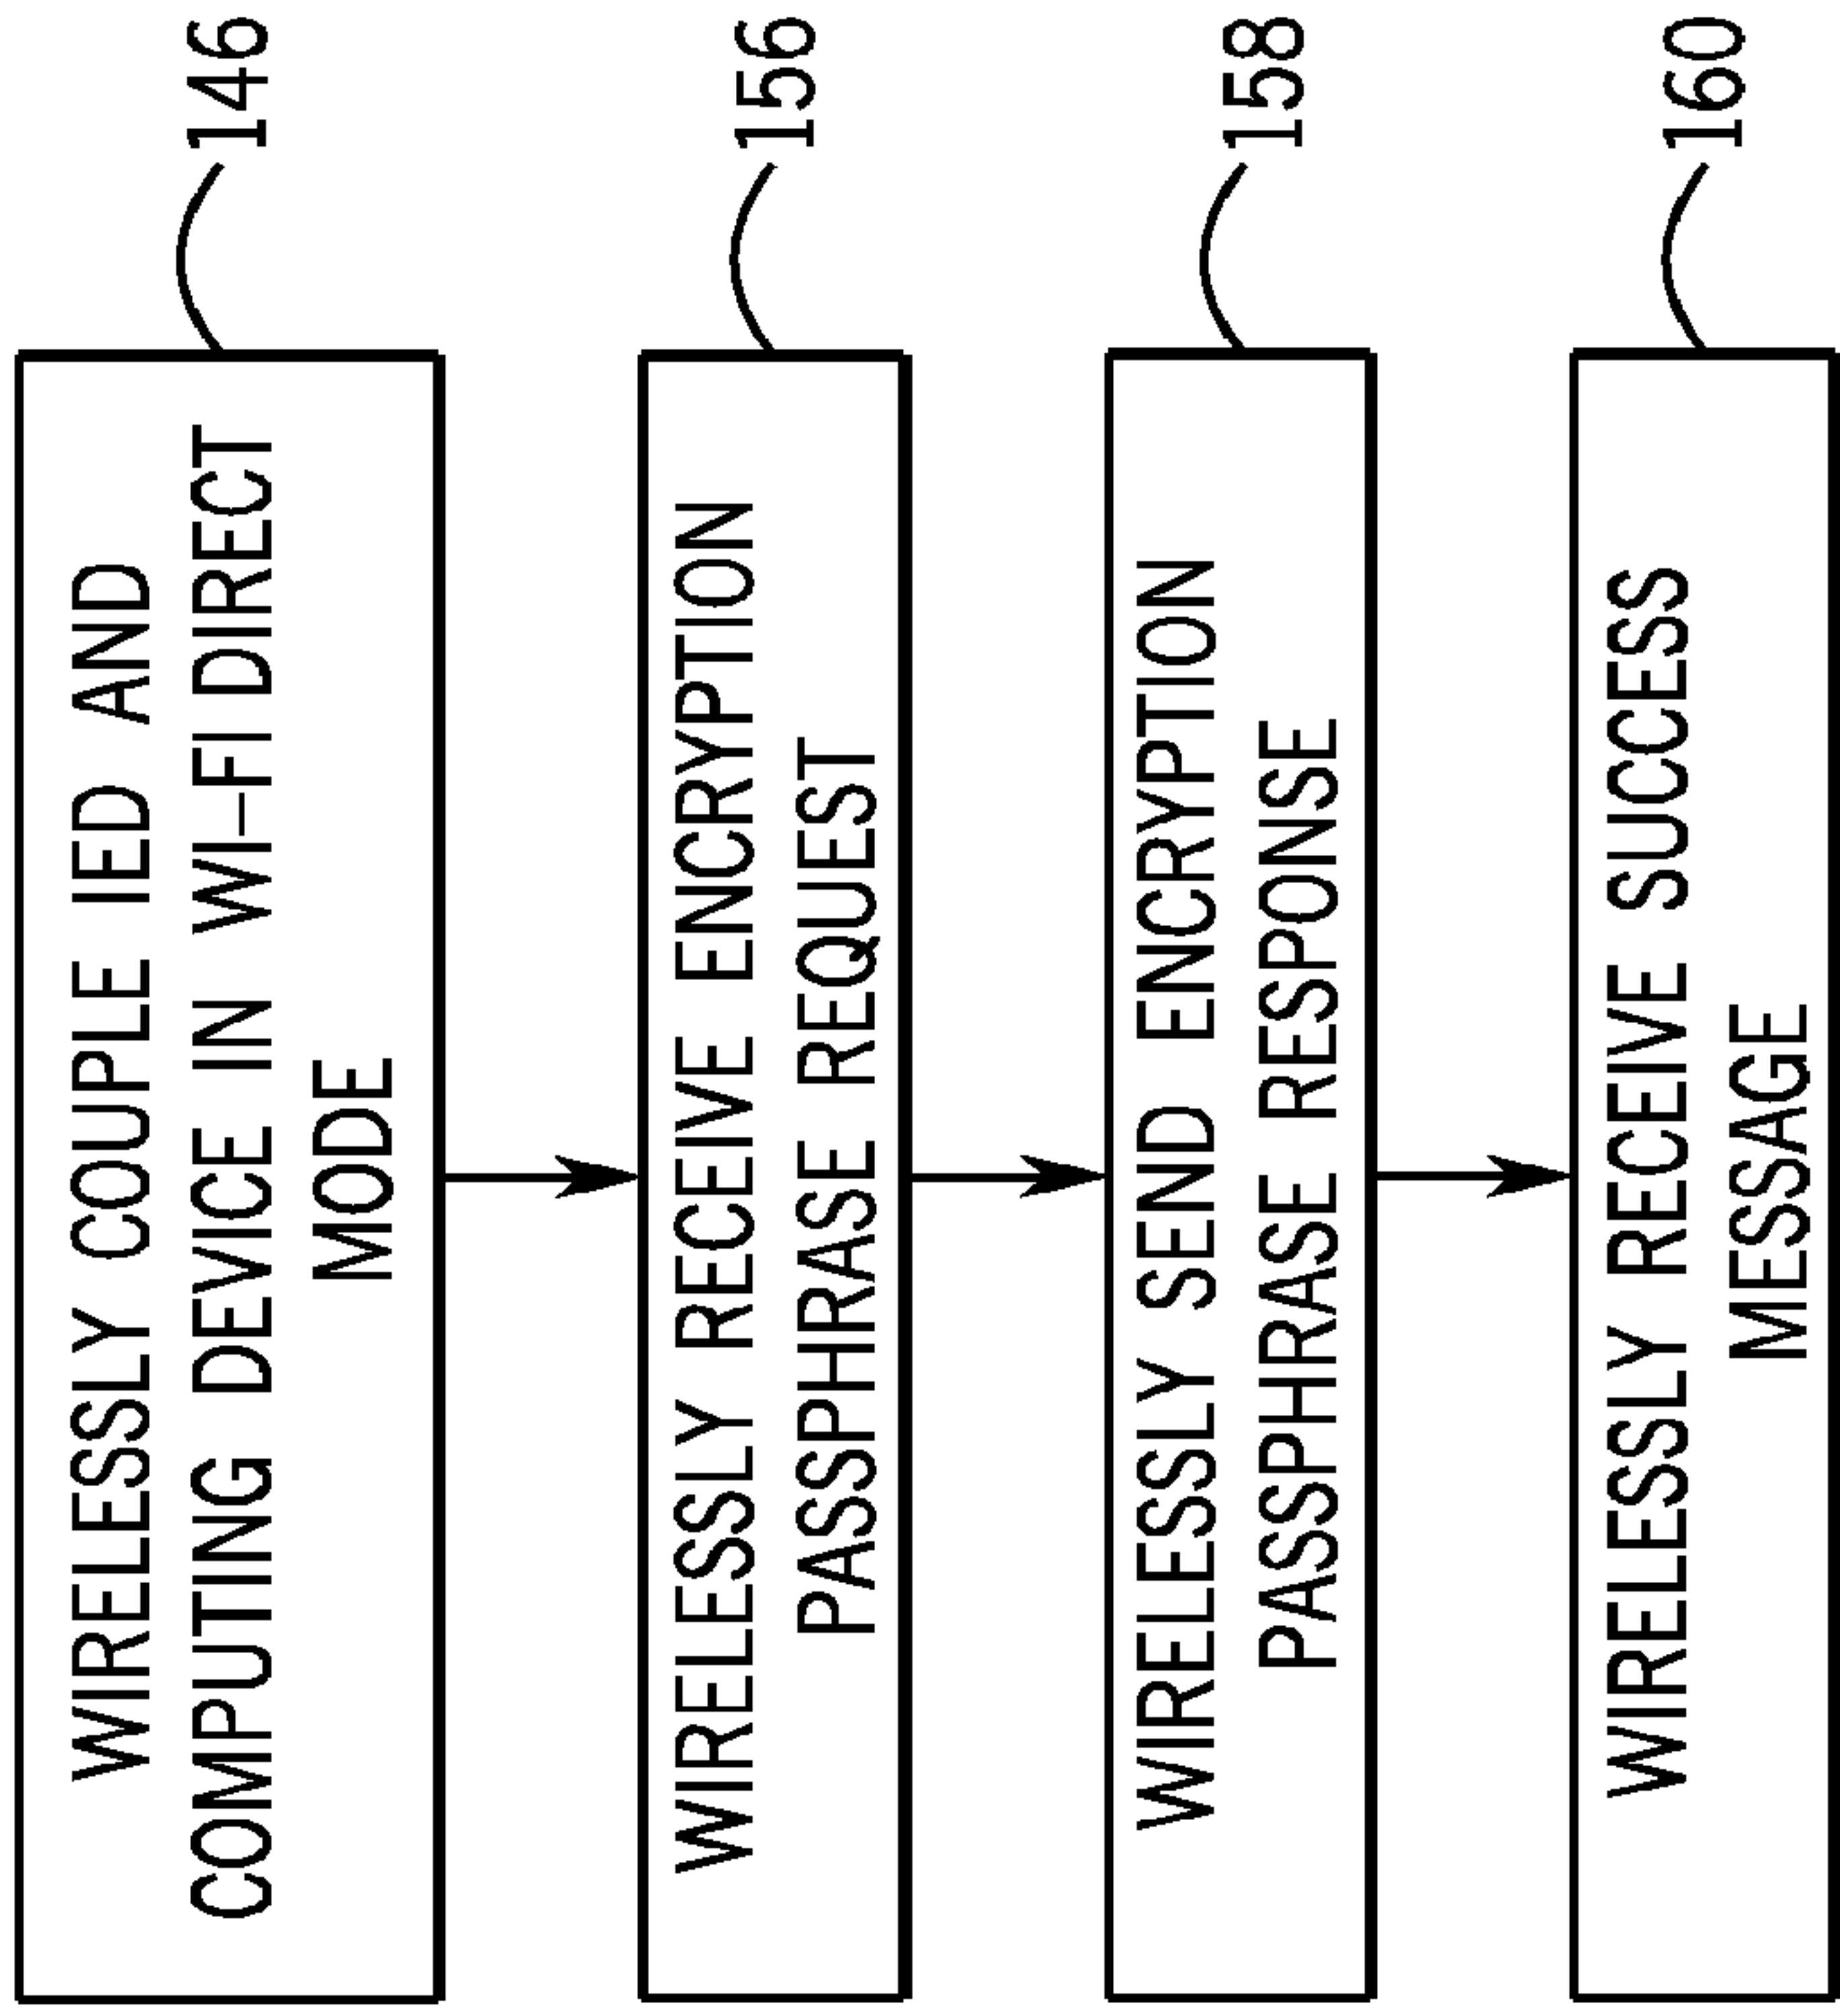 WIRELESSLY COUPLE IED AND
COMPUTING DEVICE IN WI-FI DIRECT
MODE
146
WIRELESSLY RECEIVE ENCRYPTION
PASSPHRASE REQUEST
156
WIRELESSLY SEND ENCRYPTION
PASSPHRASE RESPONSE
158
WIRELESSLY RECEIVE SUCCESS
MESSAGE
160